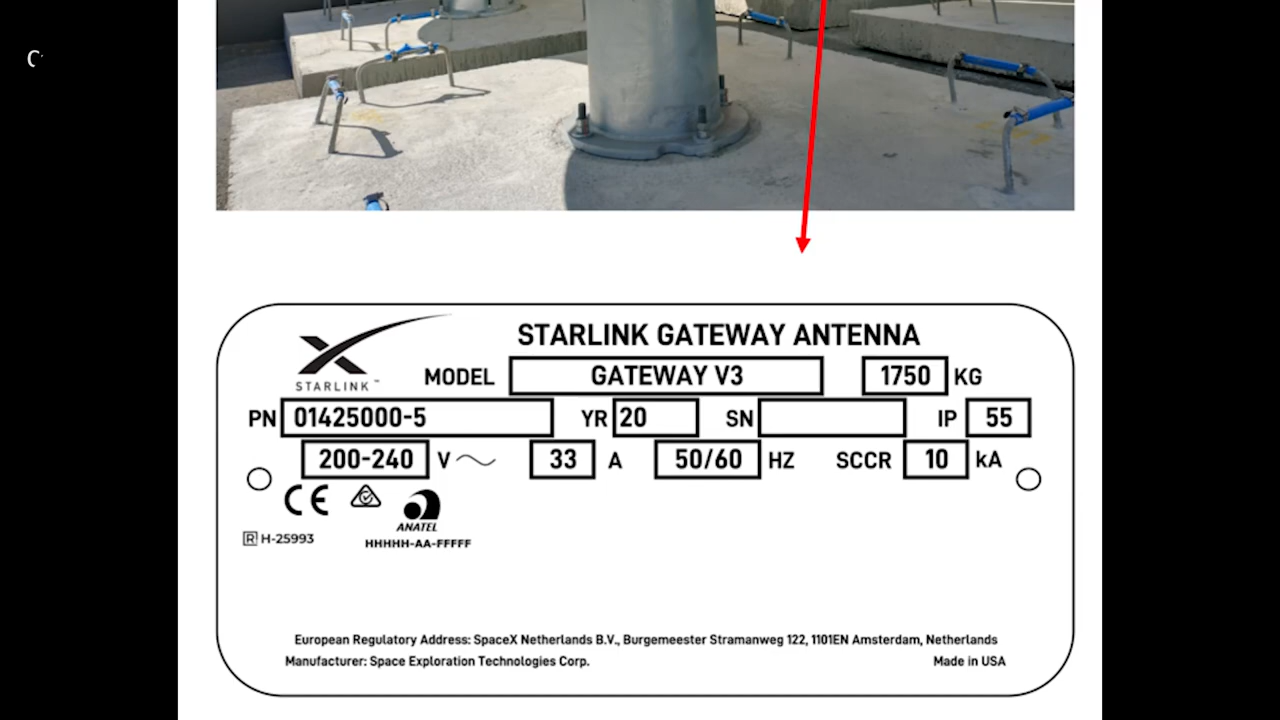 STARLINK GATEWAY ANTENNA
STARLINK™
MODEL GATEWAY V3 1750 KG
PN 01425000-5 YR 20 SN IP 55
200-240 V 33 A 50/60 HZ SCCR 10 kA
CE
ANATEL
R H-25993 HHHHH-AA-FFFFF
European Regulatory Address: SpaceX Netherlands B.V., Burgemeester Stramanweg 122, 1101EN Amsterdam, Netherlands
Manufacturer: Space Exploration Technologies Corp. Made in USA